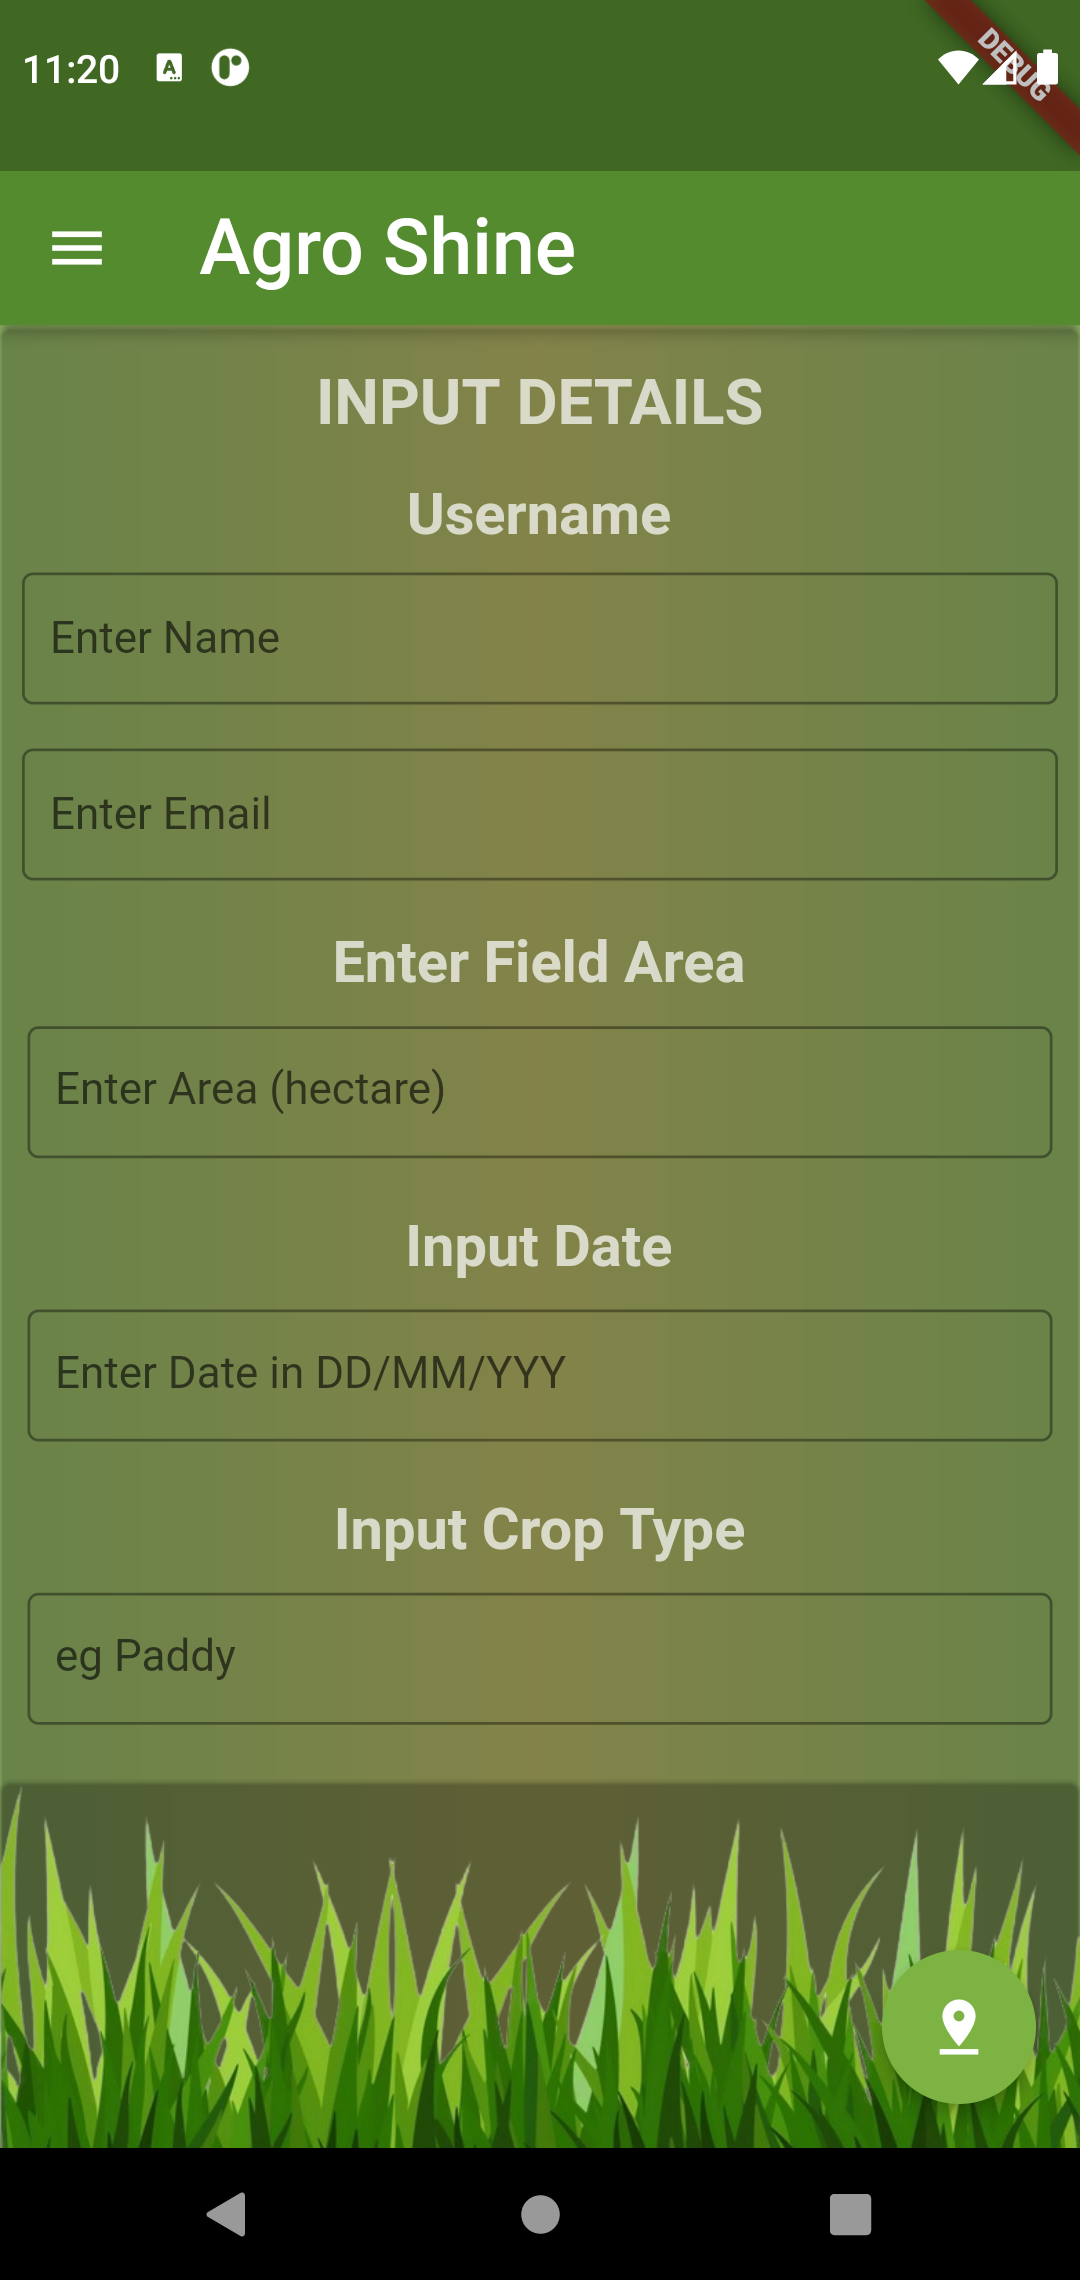 11:20
DEBUG
Agro Shine
INPUT DETAILS
Username
Enter Name
Enter Email
Enter Field Area
Enter Area (hectare)
Input Date
Enter Date in DD/MM/YYY
Input Crop Type
eg Paddy